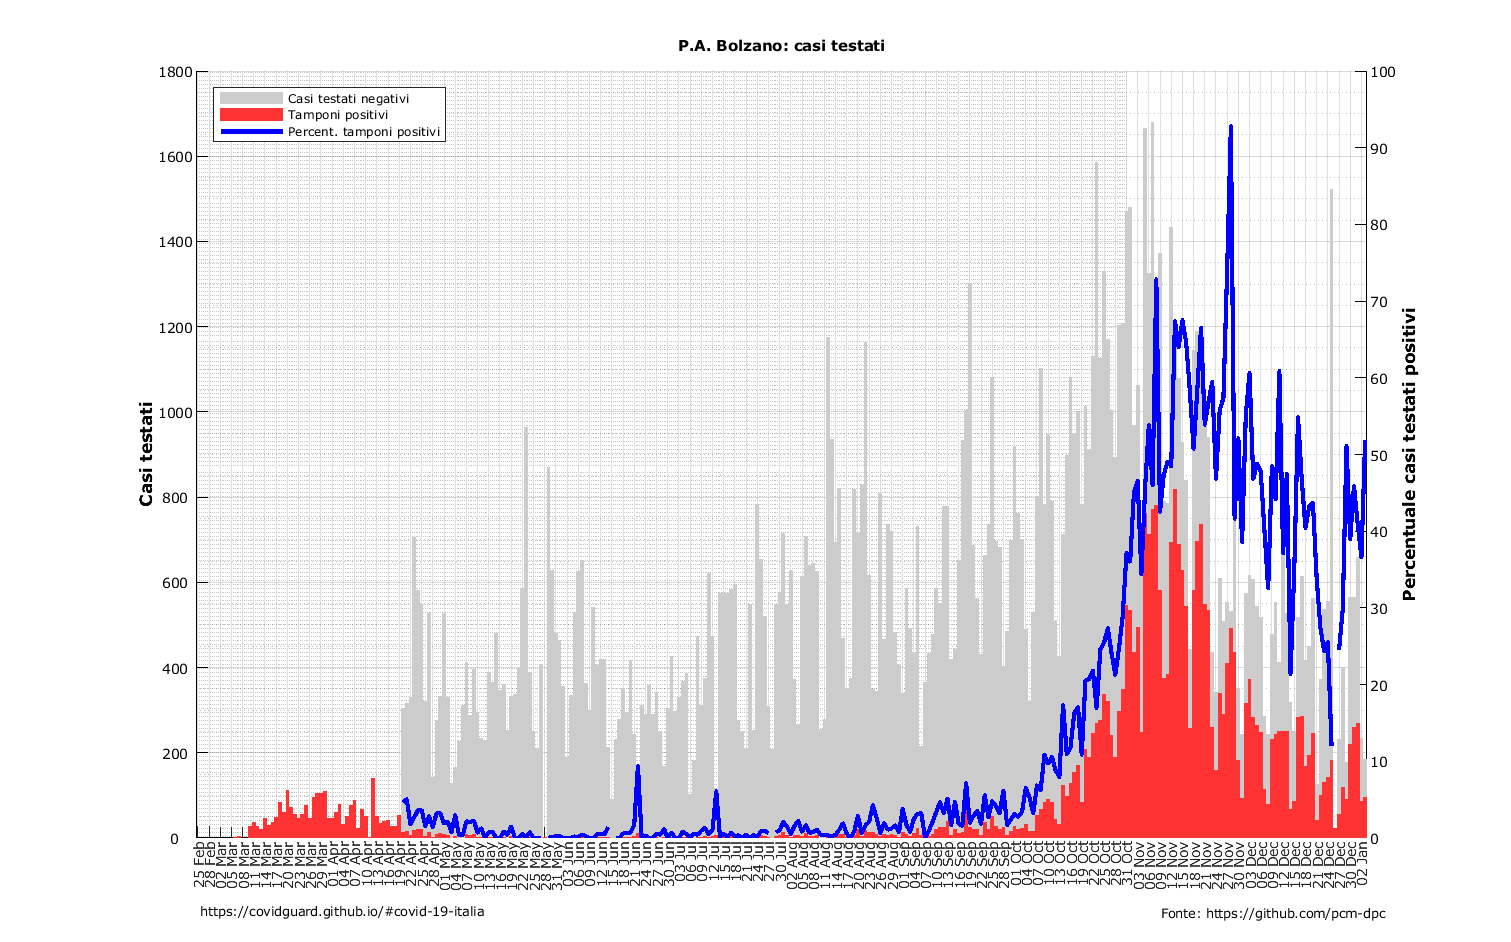 P.A. Bolzano: casi testati
Casi testati negativi
Tamponi positivi
Percent. tamponi positivi
Casi testati
1800
1600
1400
1200
1000
800
600
400
200
0
100
90
80
70
60
50
40
30
20
10
0
Percentuale casi testati positivi
25 Feb
28 Feb
02 Mar
05 Mar
08 Mar
11 Mar
14 Mar
17 Mar
20 Mar
23 Mar
26 Mar
29 Mar
01 Apr
04 Apr
07 Apr
10 Apr
13 Apr
16 Apr
19 Apr
22 Apr
25 Apr
28 Apr
01 May
04 May
07 May
10 May
13 May
16 May
19 May
22 May
25 May
28 May
31 May
03 Jun
06 Jun
09 Jun
12 Jun
15 Jun
18 Jun
21 Jun
24 Jun
27 Jun
30 Jun
03 Jul
06 Jul
09 Jul
12 Jul
15 Jul
18 Jul
21 Jul
24 Jul
27 Jul
30 Jul
02 Aug
05 Aug
08 Aug
11 Aug
14 Aug
17 Aug
20 Aug
23 Aug
26 Aug
29 Aug
01 Sep
04 Sep
07 Sep
10 Sep
13 Sep
16 Sep
19 Sep
22 Sep
25 Sep
28 Sep
01 Oct
04 Oct
07 Oct
10 Oct
13 Oct
16 Oct
19 Oct
22 Oct
25 Oct
28 Oct
31 Oct
03 Nov
06 Nov
09 Nov
12 Nov
15 Nov
18 Nov
21 Nov
24 Nov
27 Nov
30 Nov
03 Dec
06 Dec
09 Dec
12 Dec
15 Dec
18 Dec
21 Dec
24 Dec
27 Dec
30 Dec
02 Jan
https://covidguard.github.io/#covid-19-italia
Fonte: https://github.com/pcm-dpc